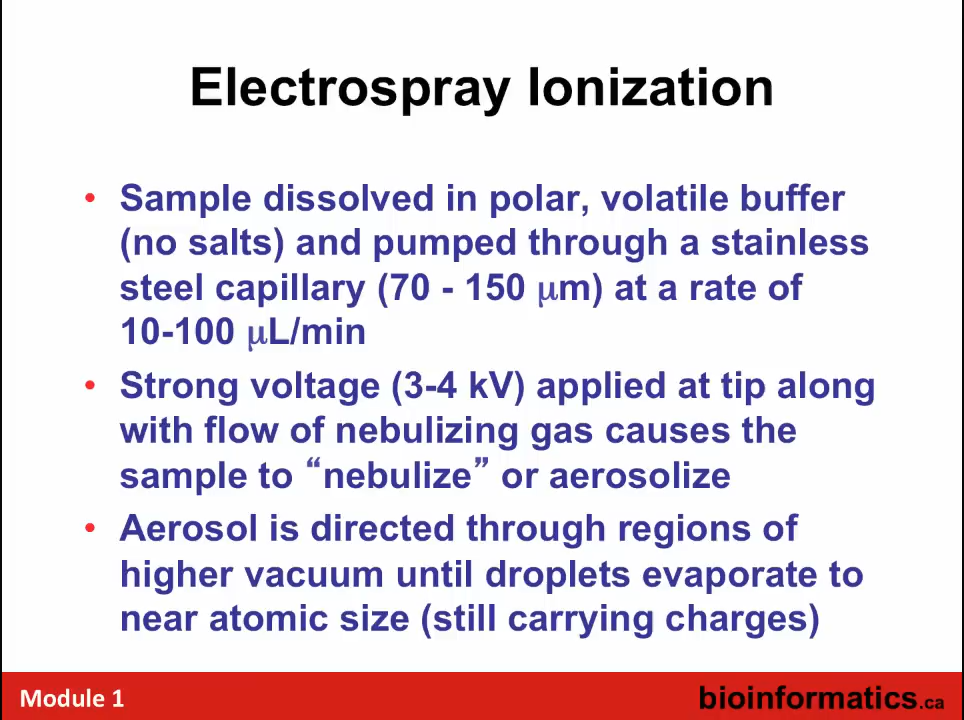 Electrospray Ionization
• Sample dissolved in polar, volatile buffer
(no salts) and pumped through a stainless
steel capillary (70 - 150 μm) at a rate of
10-100 μL/min
• Strong voltage (3-4 kV) applied at tip along
with flow of nebulizing gas causes the
sample to “nebulize” or aerosolize
• Aerosol is directed through regions of
higher vacuum until droplets evaporate to
near atomic size (still carrying charges)
Module 1
bioinformatics.ca